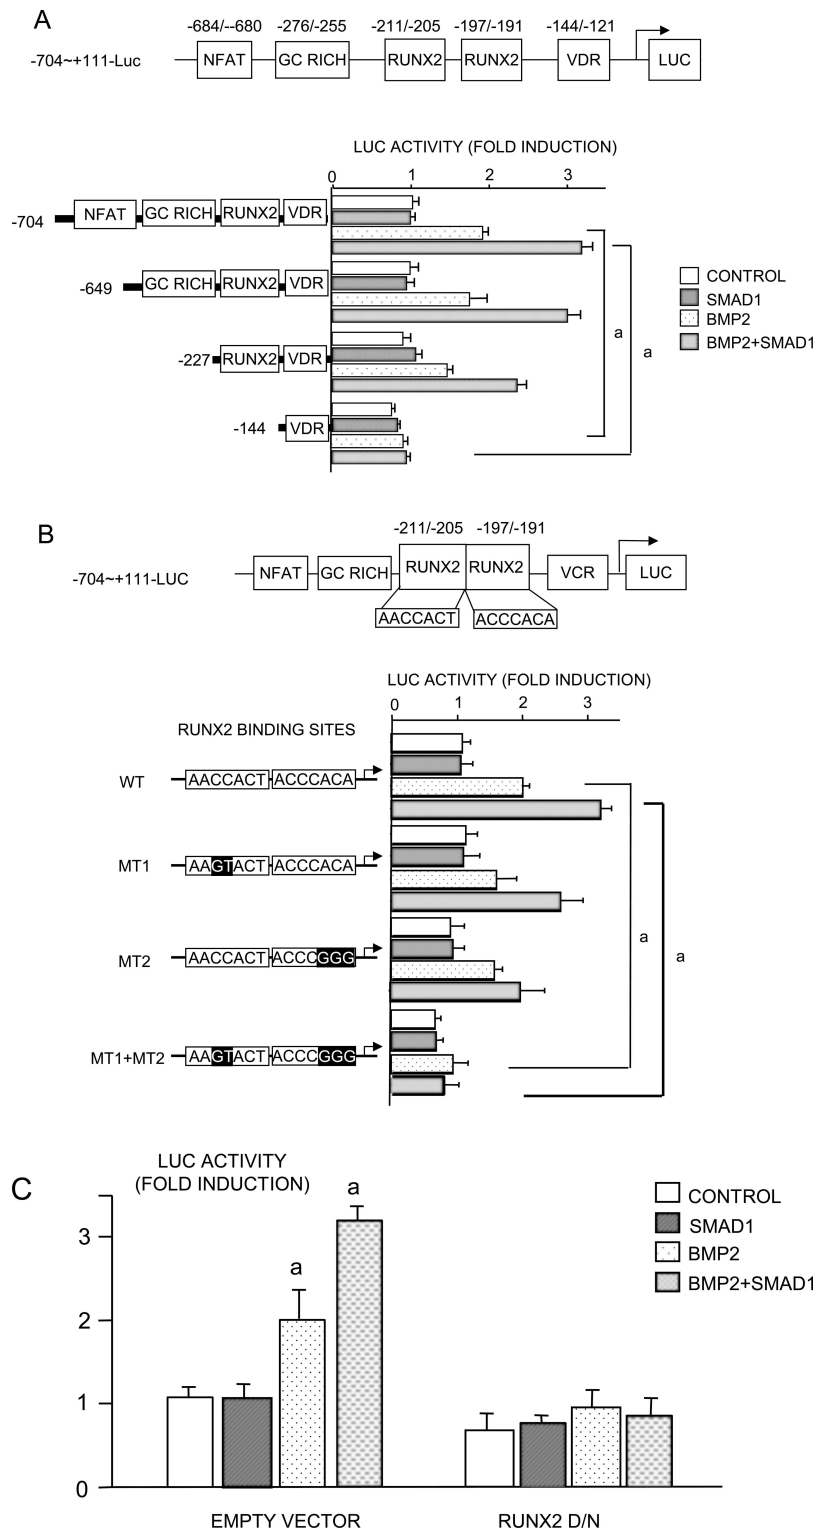 A
-684/--680 -276/-255 -211/-205 -197/-191 -144/-121
-704~+111-Luc NFAT GC RICH RUNX2 RUNX2 VDR LUC
LUC ACTIVITY (FOLD INDUCTION)
0 1 2 3
-704 NFAT GC RICH RUNX2 VDR
-649 GC RICH RUNX2 VDR
-227 RUNX2 VDR
-144 VDR
CONTROL
SMAD1
BMP2
BMP2+SMAD1
a
a
B
-211/-205 -197/-191
-704~+111-LUC NFAT GC RICH RUNX2 RUNX2 VCR LUC
AACCACT ACCCACA
LUC ACTIVITY (FOLD INDUCTION)
0 1 2 3
RUNX2 BINDING SITES
WT AACCACT ACCCACA
MT1 AAGTACT ACCCACA
MT2 AACCACT ACCCGGG
MT1+MT2 AAGTACT ACCCGGG
a
a
C
LUC ACTIVITY
(FOLD INDUCTION)
3
2
1
0
a
a
CONTROL
SMAD1
BMP2
BMP2+SMAD1
EMPTY VECTOR RUNX2 D/N